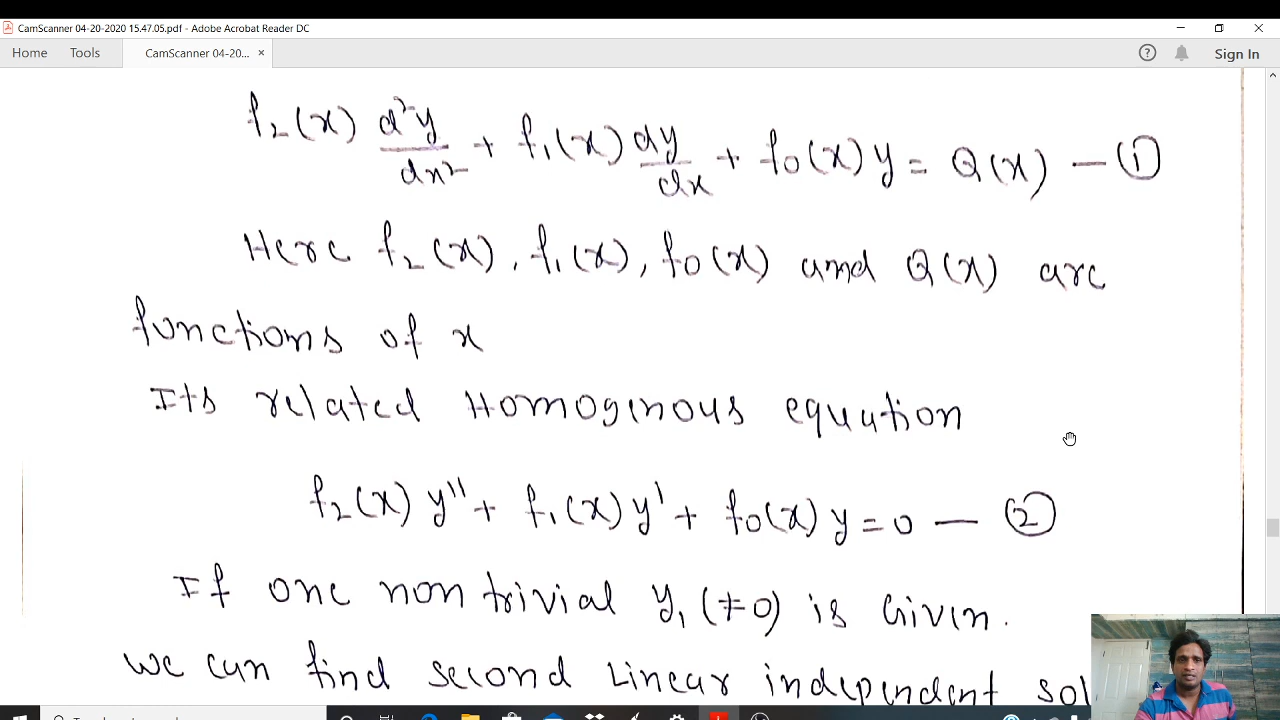 CamScanner 04-20-2020 15.47.05.pdf - Adobe Acrobat Reader DC
Home Tools CamScanner 04-20... × Sign In
f₂(x) d²y/dx² + f₁(x) dy/dx + f₀(x) y = Q(x) — ①
Here f₂(x), f₁(x), f₀(x) and Q(x) are
functions of x
Its related Homogenous equation
f₂(x) y'' + f₁(x) y' + f₀(x) y = 0 — ②
If one non trivial y₁ (≠0) is Given.
we can find second Linear independent sol